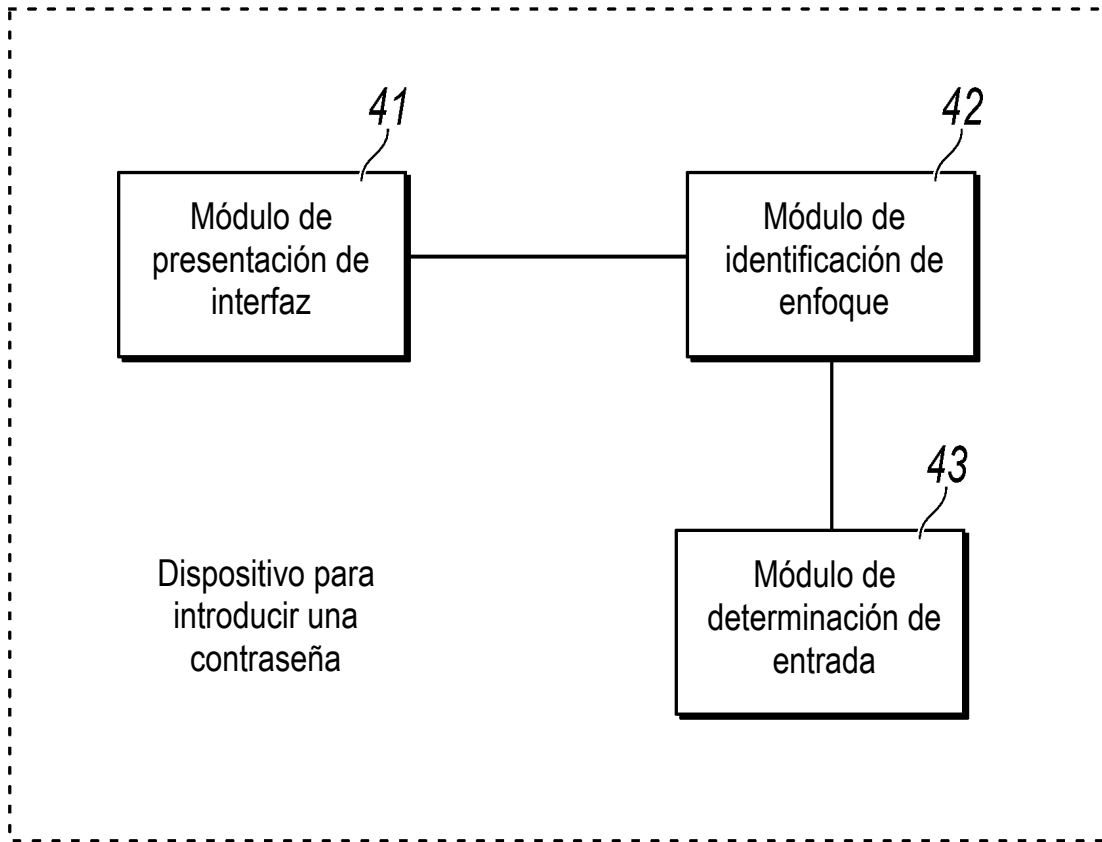 41
Módulo de
presentación de
interfaz
42
Módulo de
identificación de
enfoque
43
Módulo de
determinación de
entrada
Dispositivo para
introducir una
contraseña